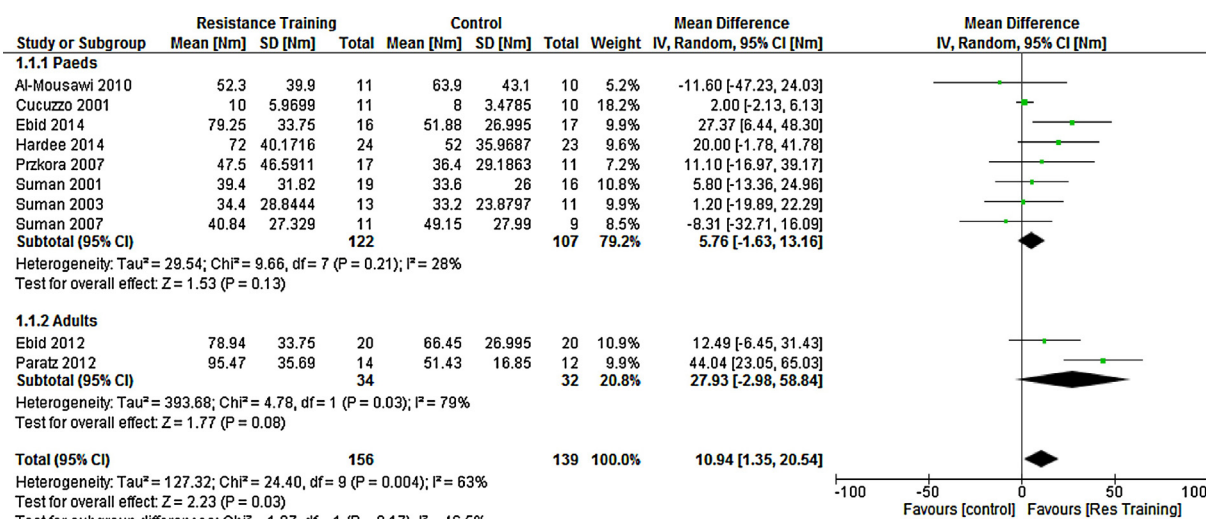 Resistance Training Control Mean Difference Mean Difference
Study or Subgroup Mean [Nm] SD [Nm] Total Mean [Nm] SD [Nm] Total Weight IV, Random, 95% CI [Nm] IV, Random, 95% CI [Nm]
1.1.1 Paeds
Al-Mousawi 2010 52.3 39.9 11 63.9 43.1 10 5.2% -11.60 [-47.23, 24.03]
Cucuzzo 2001 10 5.9699 11 8 3.4785 10 18.2% 2.00 [-2.13, 6.13]
Ebid 2014 79.25 33.75 16 51.88 26.995 17 9.9% 27.37 [6.44, 48.30]
Hardee 2014 72 40.1716 24 52 35.9687 23 9.6% 20.00 [-1.78, 41.78]
Przkora 2007 47.5 46.5911 17 36.4 29.1863 11 7.2% 11.10 [-16.97, 39.17]
Suman 2001 39.4 31.82 19 33.6 26 16 10.8% 5.80 [-13.36, 24.96]
Suman 2003 34.4 28.8444 13 33.2 23.8797 11 9.9% 1.20 [-19.89, 22.29]
Suman 2007 40.84 27.329 11 49.15 27.99 9 8.5% -8.31 [-32.71, 16.09]
Subtotal (95% CI) 122 107 79.2% 5.76 [-1.63, 13.16]
Heterogeneity: Tau² = 29.54; Chi² = 9.66, df = 7 (P = 0.21); I² = 28%
Test for overall effect: Z = 1.53 (P = 0.13)
1.1.2 Adults
Ebid 2012 78.94 33.75 20 66.45 26.995 20 10.9% 12.49 [-6.45, 31.43]
Paratz 2012 95.47 35.69 14 51.43 16.85 12 9.9% 44.04 [23.05, 65.03]
Subtotal (95% CI) 34 32 20.8% 27.93 [-2.98, 58.84]
Heterogeneity: Tau² = 393.68; Chi² = 4.78, df = 1 (P = 0.03); I² = 79%
Test for overall effect: Z = 1.77 (P = 0.08)
Total (95% CI) 156 139 100.0% 10.94 [1.35, 20.54]
Heterogeneity: Tau² = 127.32; Chi² = 24.40, df = 9 (P = 0.004); I² = 63%
-100 -50 0 50 100
Test for overall effect: Z = 2.23 (P = 0.03)
Favours [control] Favours [Res Training]